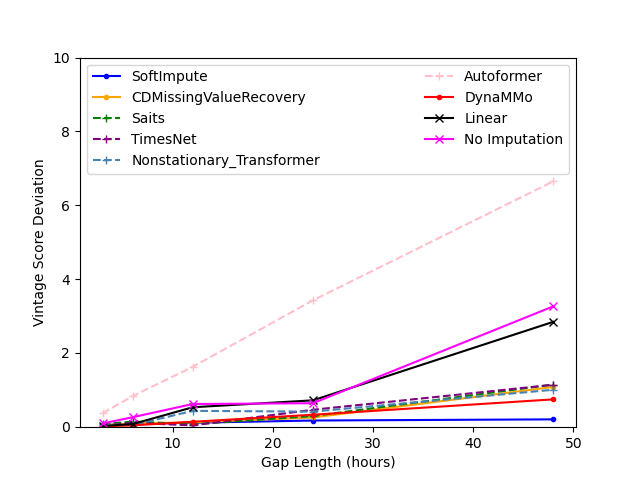 10
8
6
4
2
0
Vintage Score Deviation
SoftImpute
CDMissingValueRecovery
Saits
TimesNet
Nonstationary_Transformer
Autoformer
DynaMMo
Linear
No Imputation
10
20
30
40
50
Gap Length (hours)